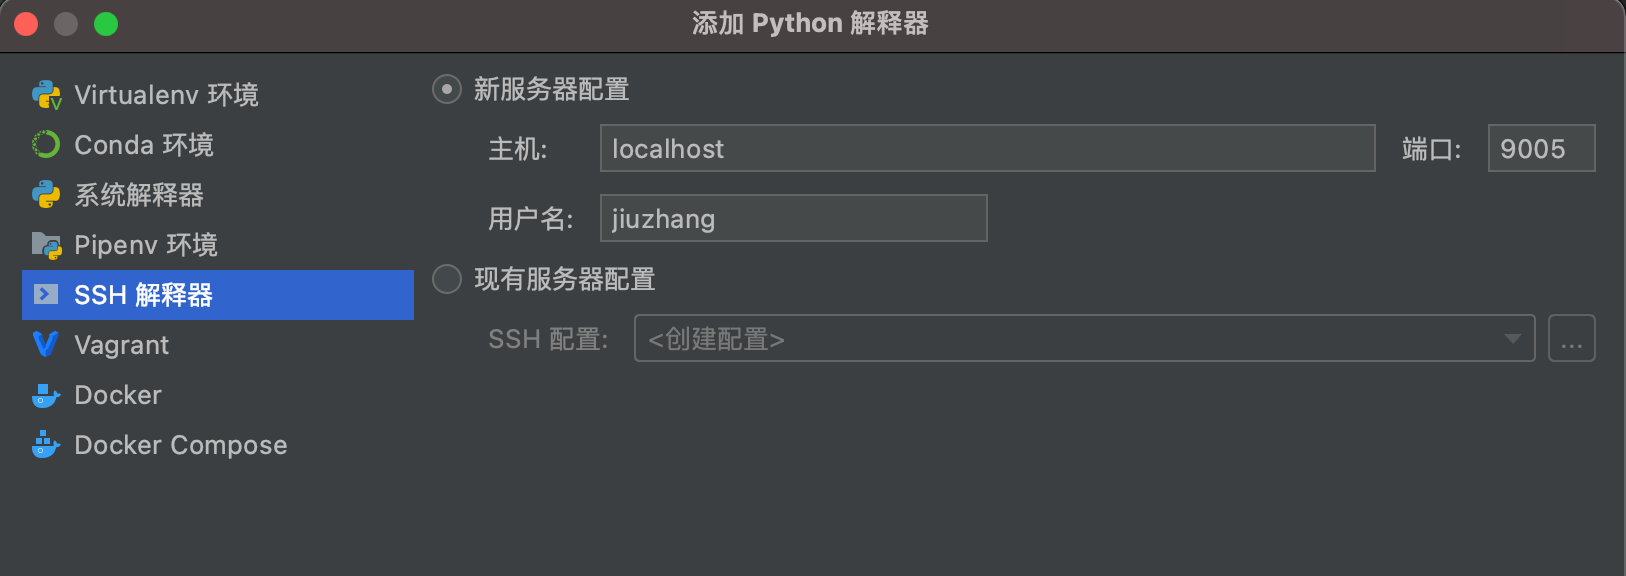 添加 Python 解释器
Virtualenv 环境
Conda 环境
系统解释器
Pipenv 环境
SSH 解释器
Vagrant
Docker
Docker Compose
新服务器配置
主机: localhost 端口: 9005
用户名: jiuzhang
现有服务器配置
SSH 配置: <创建配置> ...